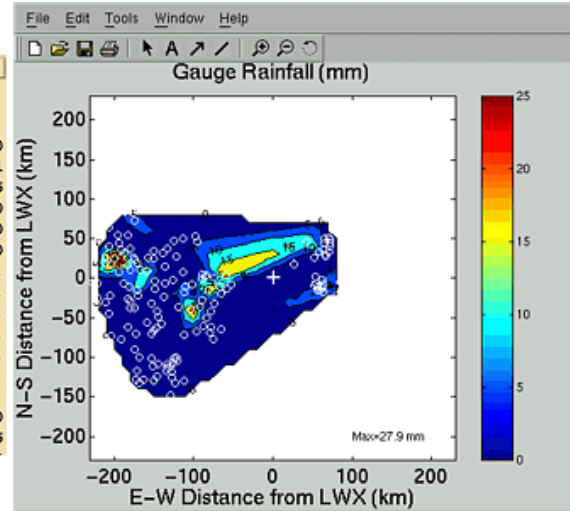 File Edit Tools Window Help
A
Gauge Rainfall (mm)
N-S Distance from LWX (km)
200
150
100
50
0
-50
-100
-150
-200
Max=27.9 mm
-200 -100 0 100 200
E-W Distance from LWX (km)
25
20
15
10
5
0